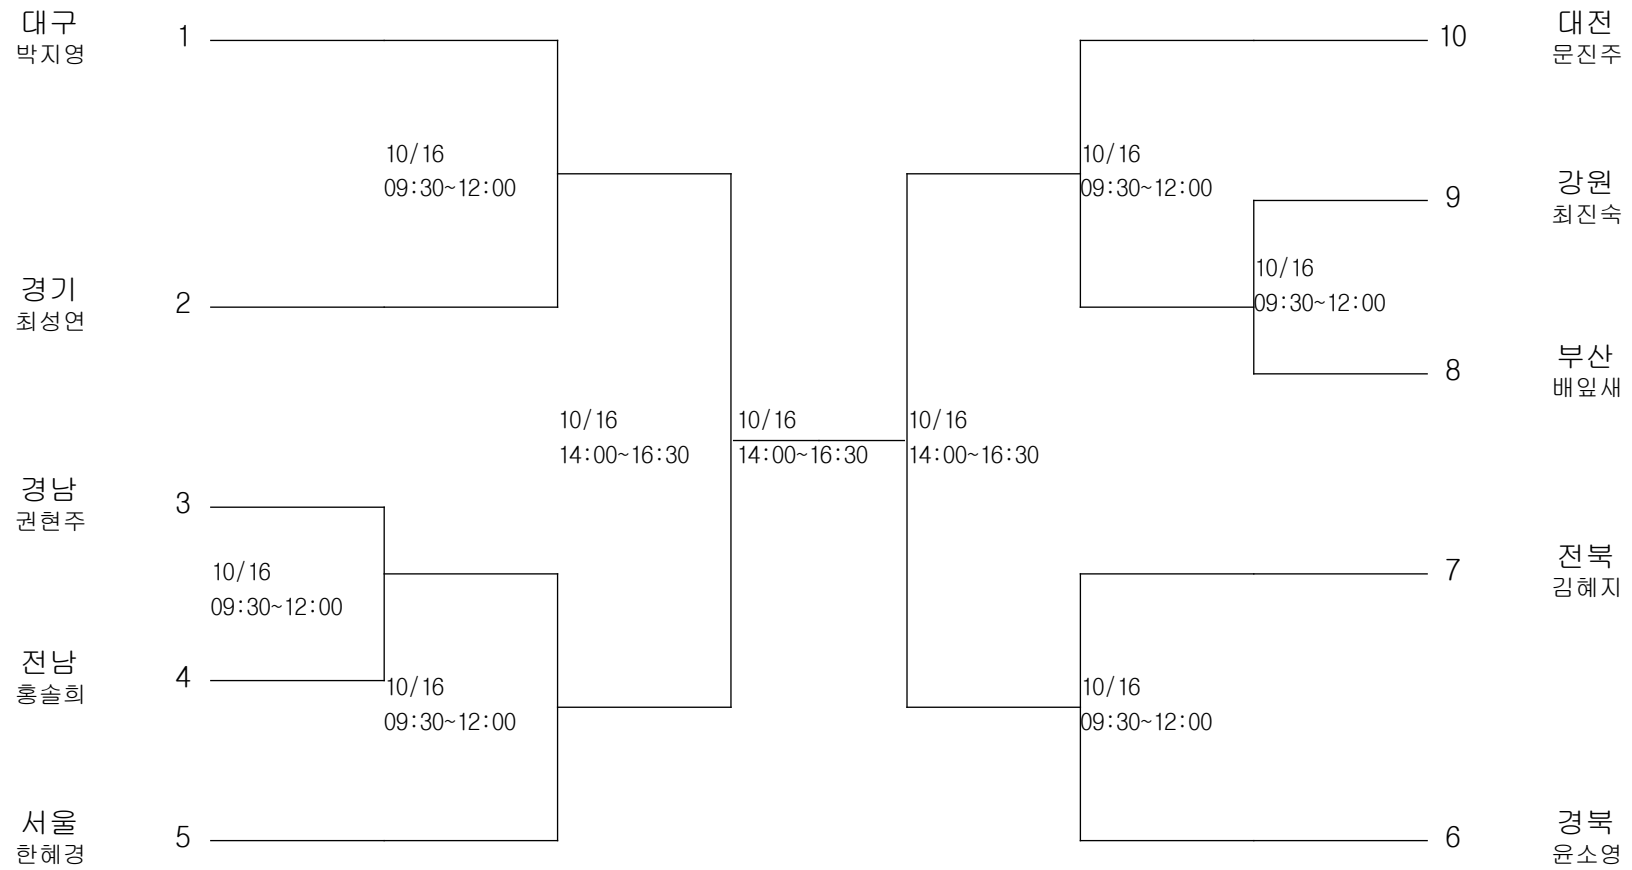 대구
박지영
1
10/16
09:30~12:00
경기
최성연
2
경남
권현주
3
10/16
09:30~12:00
전남
홍솔희
4
10/16
09:30~12:00
서울
한혜경
5
10/16
14:00~16:30
10/16
14:00~16:30
10/16
14:00~16:30
10
대전
문진주
10/16
09:30~12:00
9
강원
최진숙
10/16
09:30~12:00
8
부산
배잎새
7
전북
김혜지
10/16
09:30~12:00
6
경북
윤소영